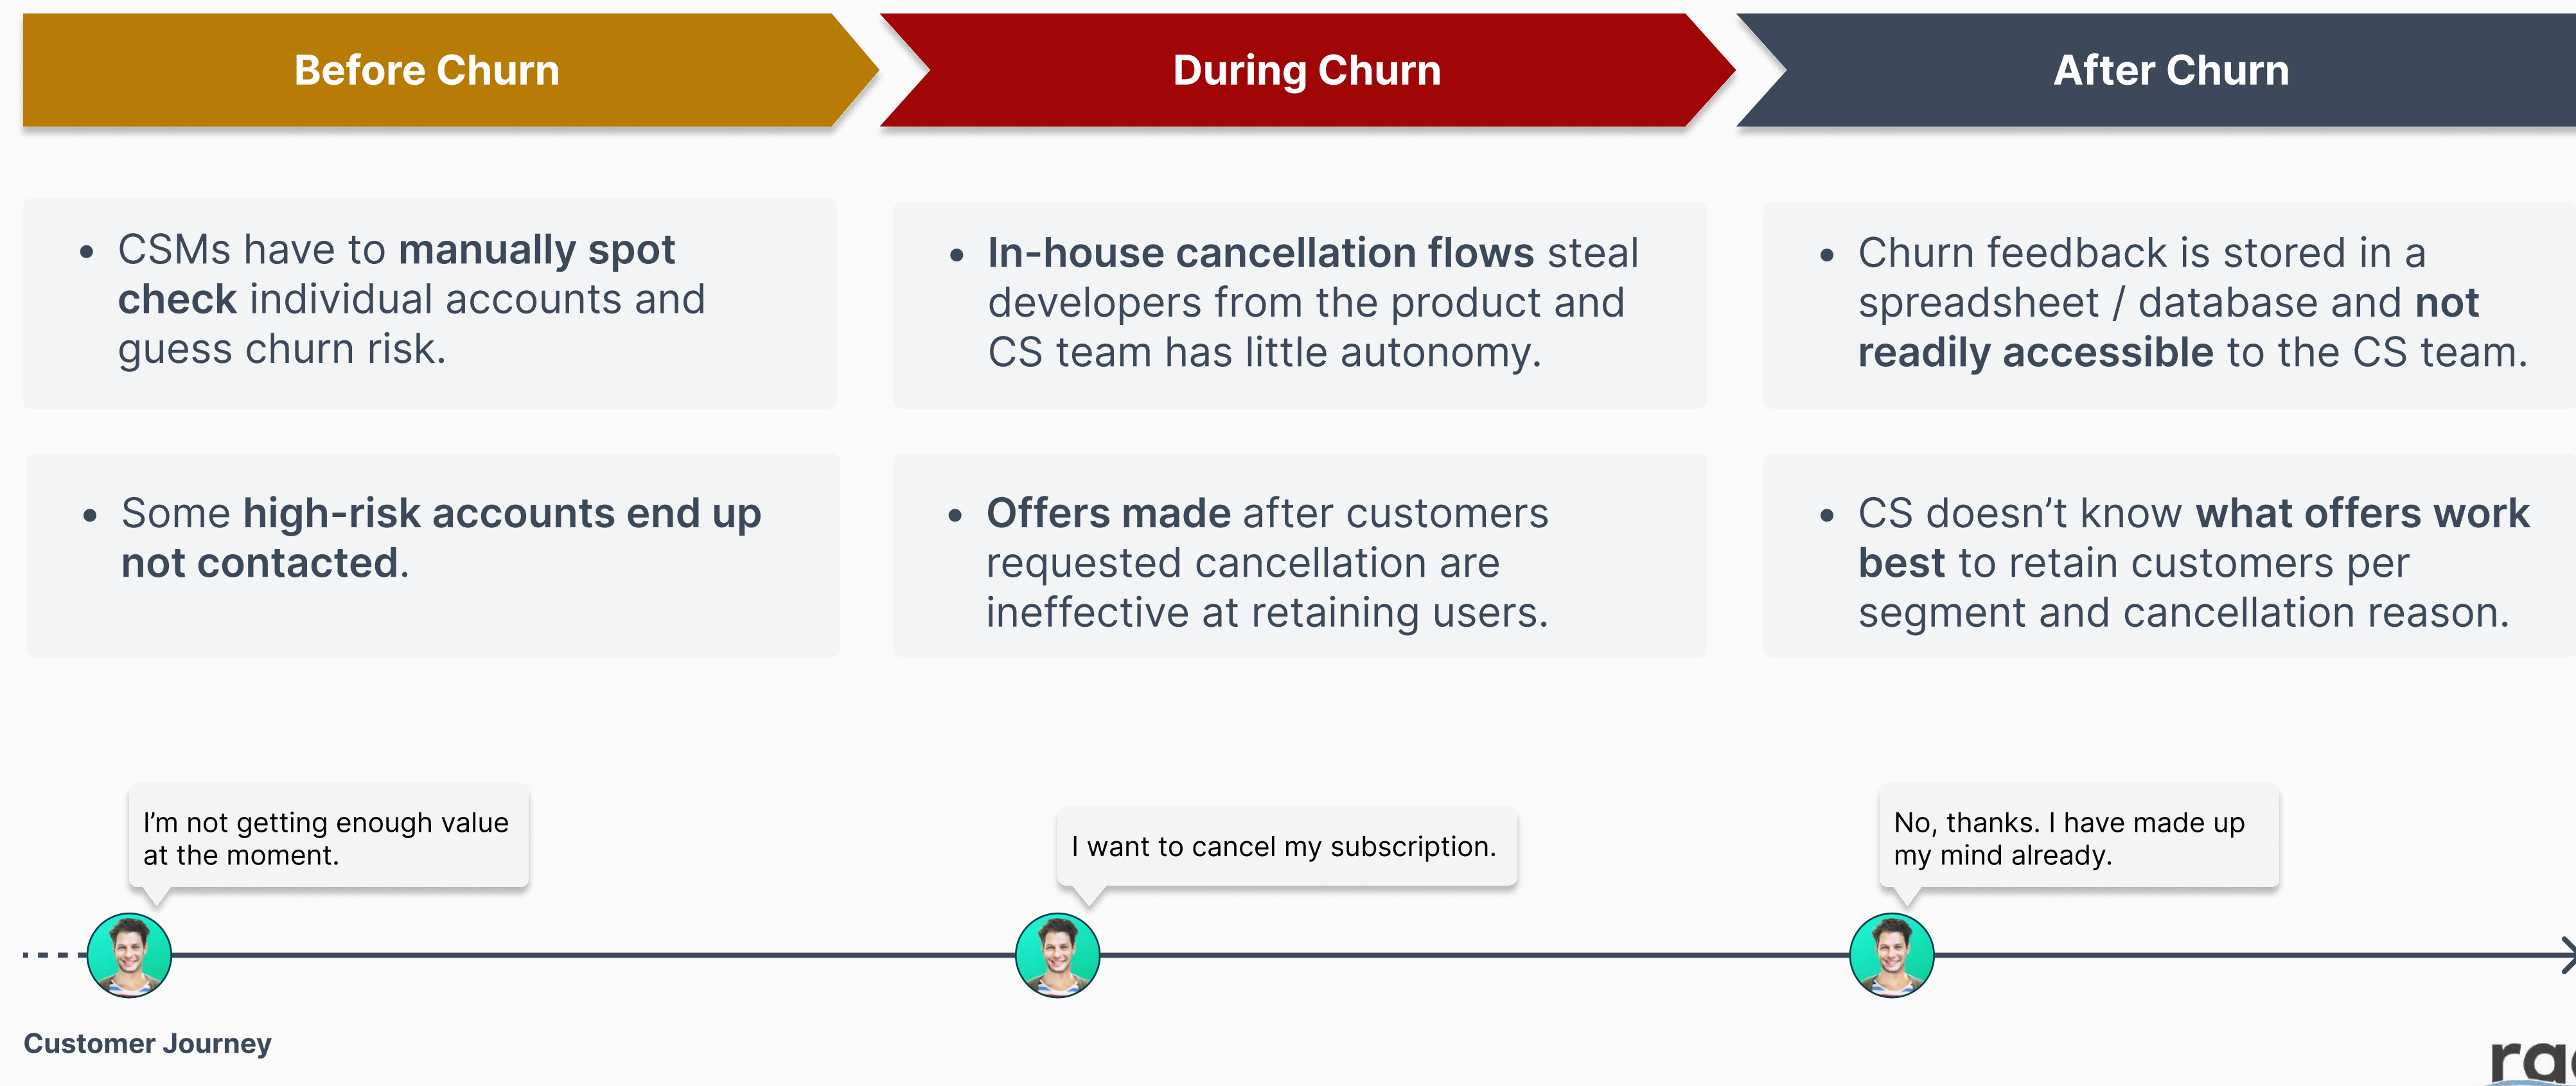 Before Churn
During Churn
After Churn
• CSMs have to manually spot
check individual accounts and
guess churn risk.
• In-house cancellation flows steal
developers from the product and
CS team has little autonomy.
• Churn feedback is stored in a
spreadsheet / database and not
readily accessible to the CS team.
• Some high-risk accounts end up
not contacted.
• Offers made after customers
requested cancellation are
ineffective at retaining users.
• CS doesn’t know what offers work
best to retain customers per
segment and cancellation reason.
I’m not getting enough value
at the moment.
I want to cancel my subscription.
No, thanks. I have made up
my mind already.
Customer Journey